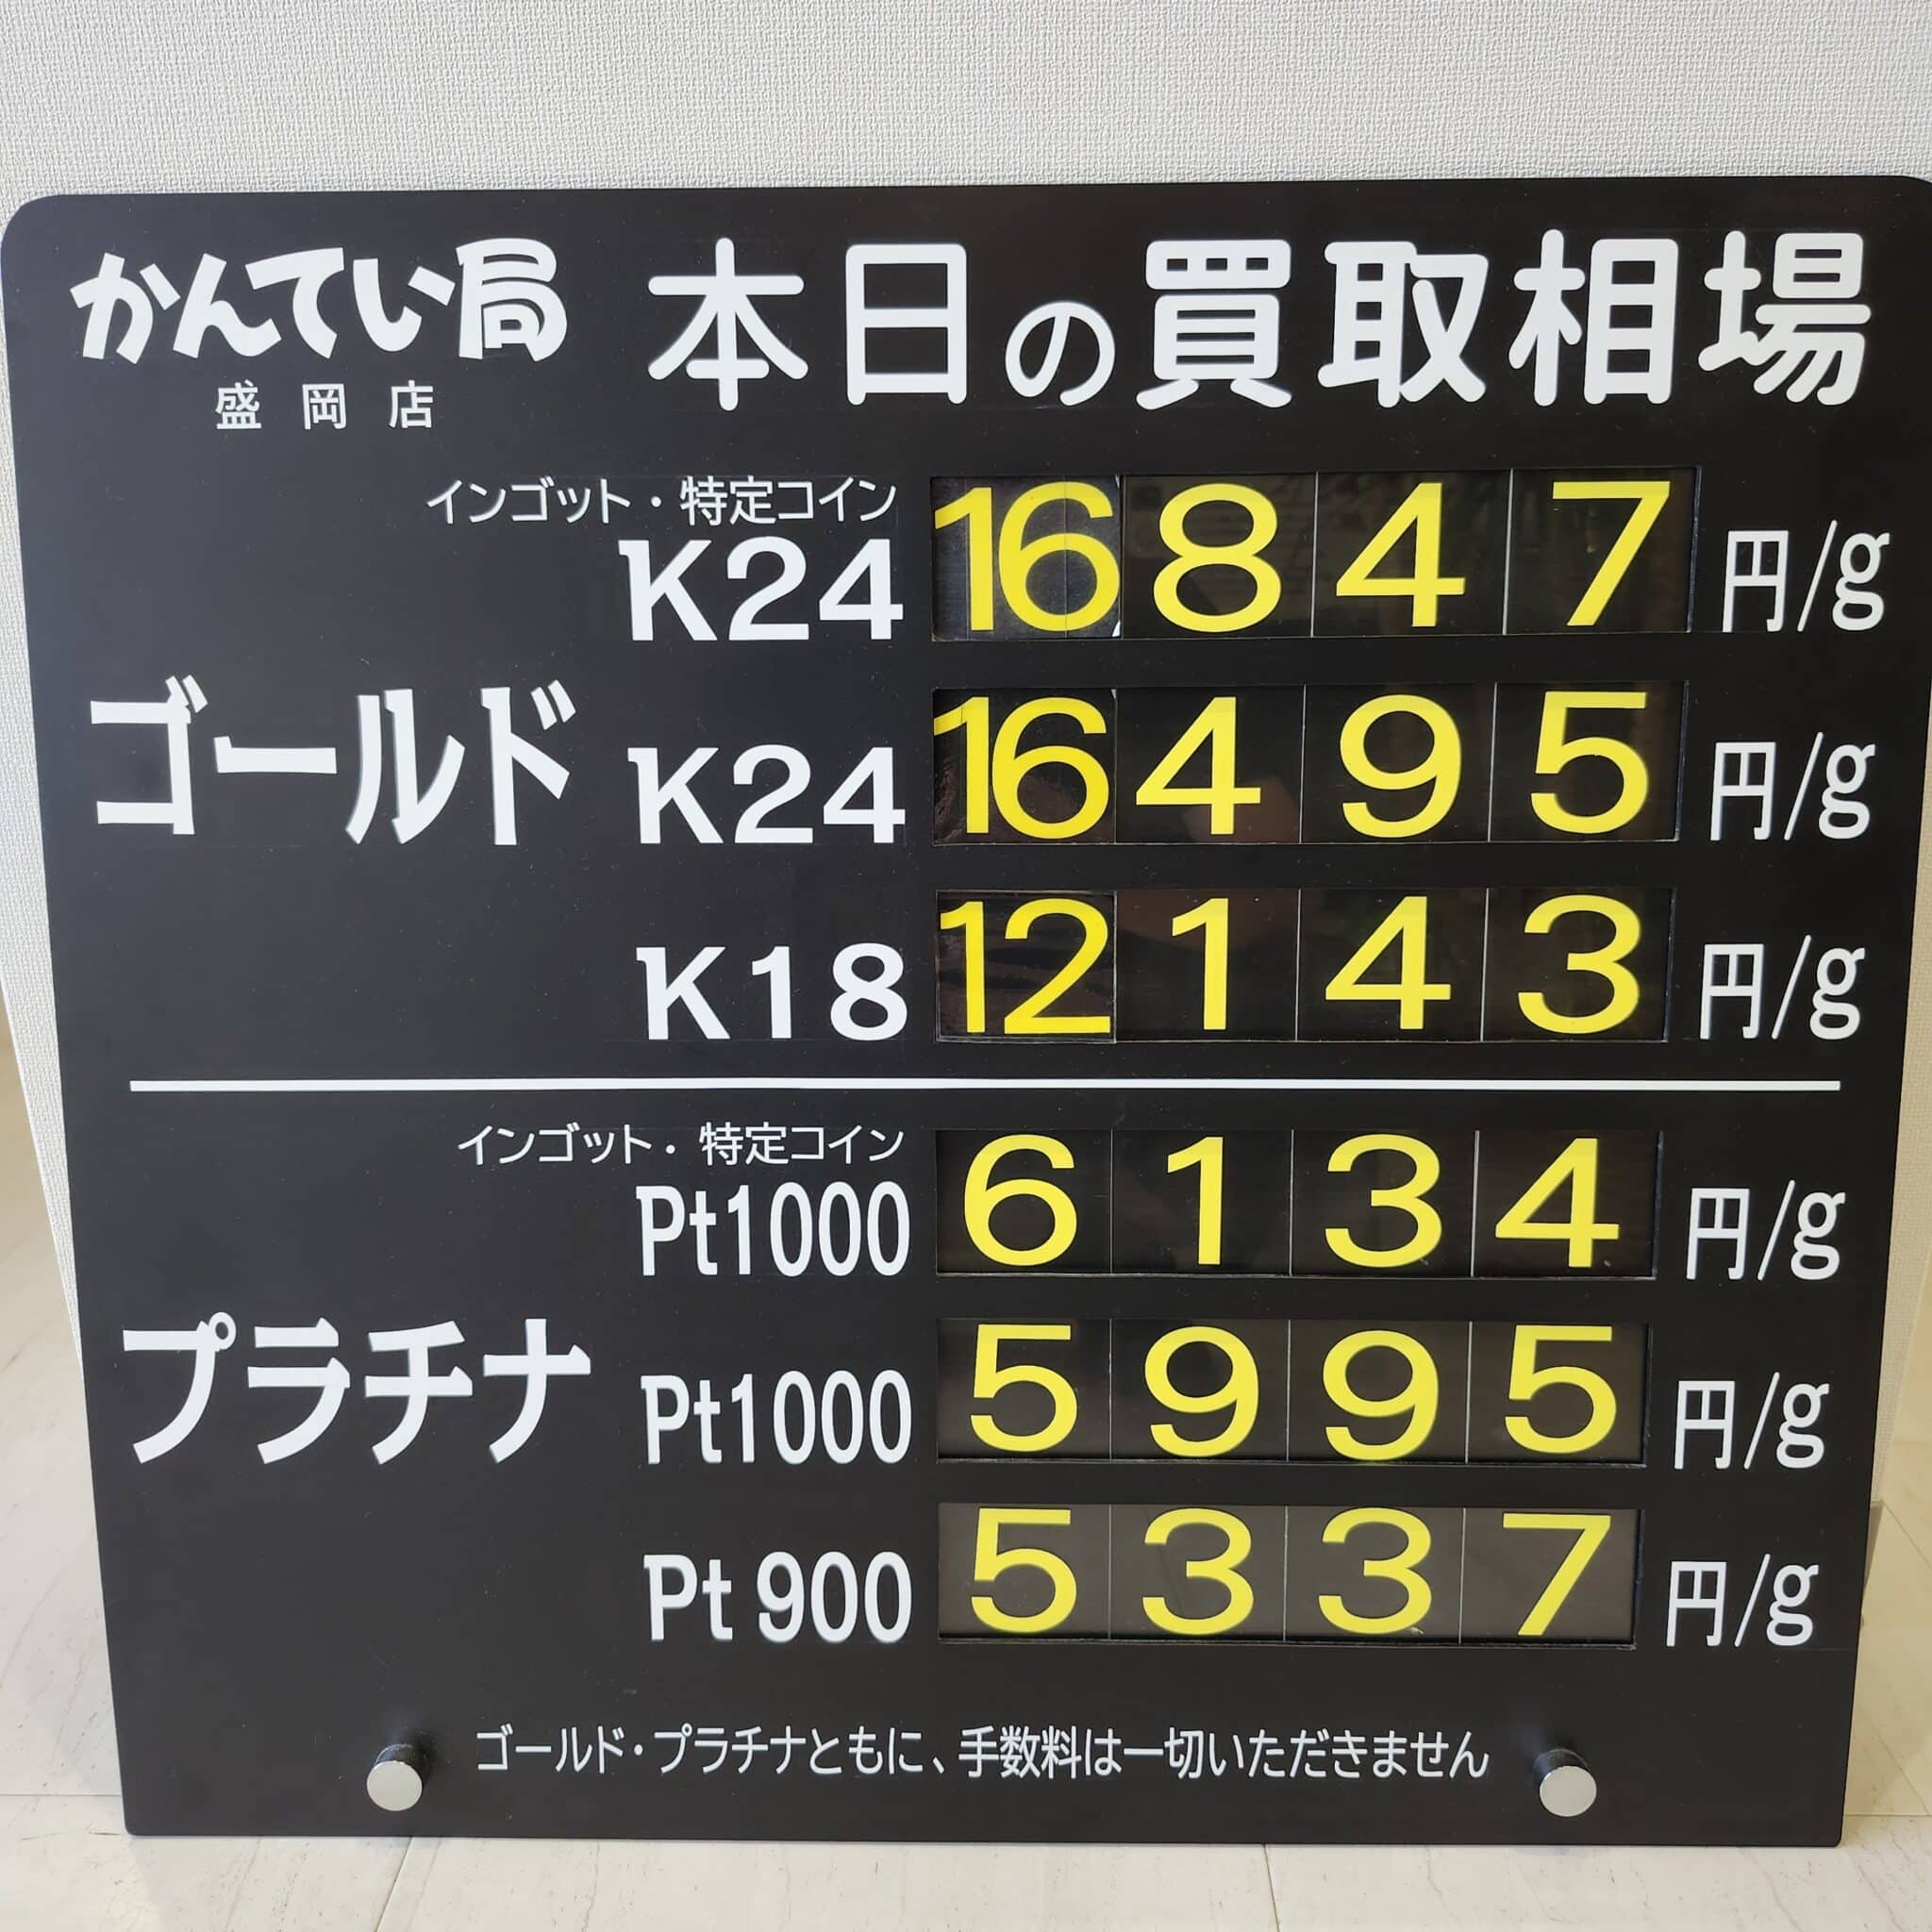 かんてい局 本日の買取相場
盛岡店
インゴット・特定コイン
K24 16847 円/g
ゴールド K24 16495 円/g
K18 12143 円/g
インゴット・特定コイン
Pt1000 6134 円/g
プラチナ Pt1000 5995 円/g
Pt900 5337 円/g
ゴールド・プラチナともに、手数料は一切いただきません